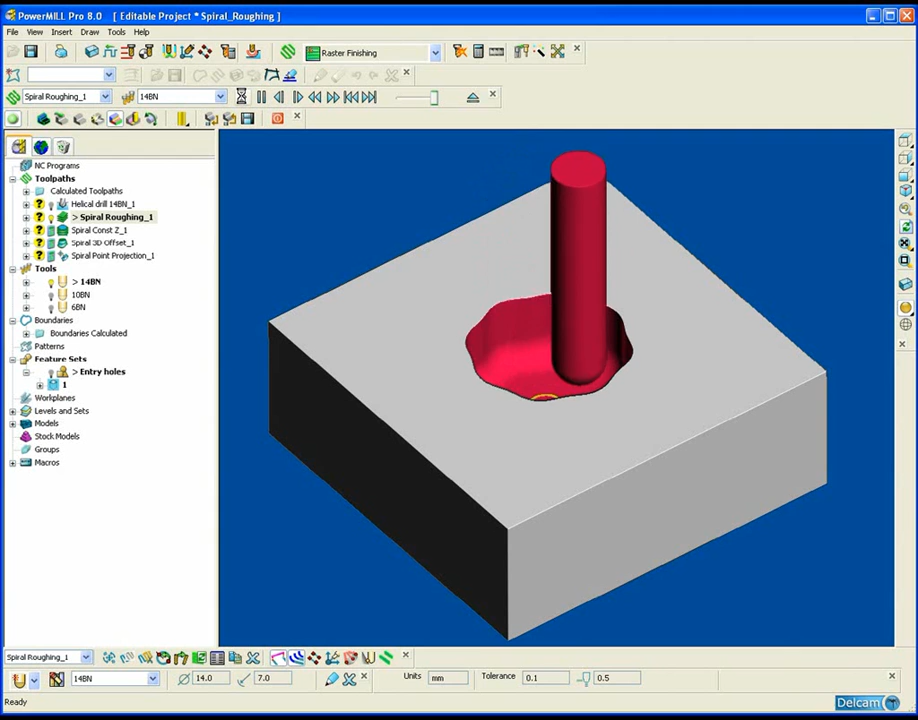 PowerMILL Pro 8.0 [ Editable Project * Spiral_Roughing ]
File View Insert Draw Tools Help
Raster Finishing
Spiral Roughing_1 14BN
NC Programs
Toolpaths
Calculated Toolpaths
Helical drill 14BN_1
> Spiral Roughing_1
Spiral Const Z_1
Spiral 3D Offset_1
Spiral Point Projection_1
Tools
> 14BN
10BN
6BN
Boundaries
Boundaries Calculated
Patterns
Feature Sets
> Entry holes
1
Workplanes
Levels and Sets
Models
Stock Models
Groups
Macros
Spiral Roughing_1
14BN 14.0 7.0 Units mm Tolerance 0.1 0.5
Ready
Delcam